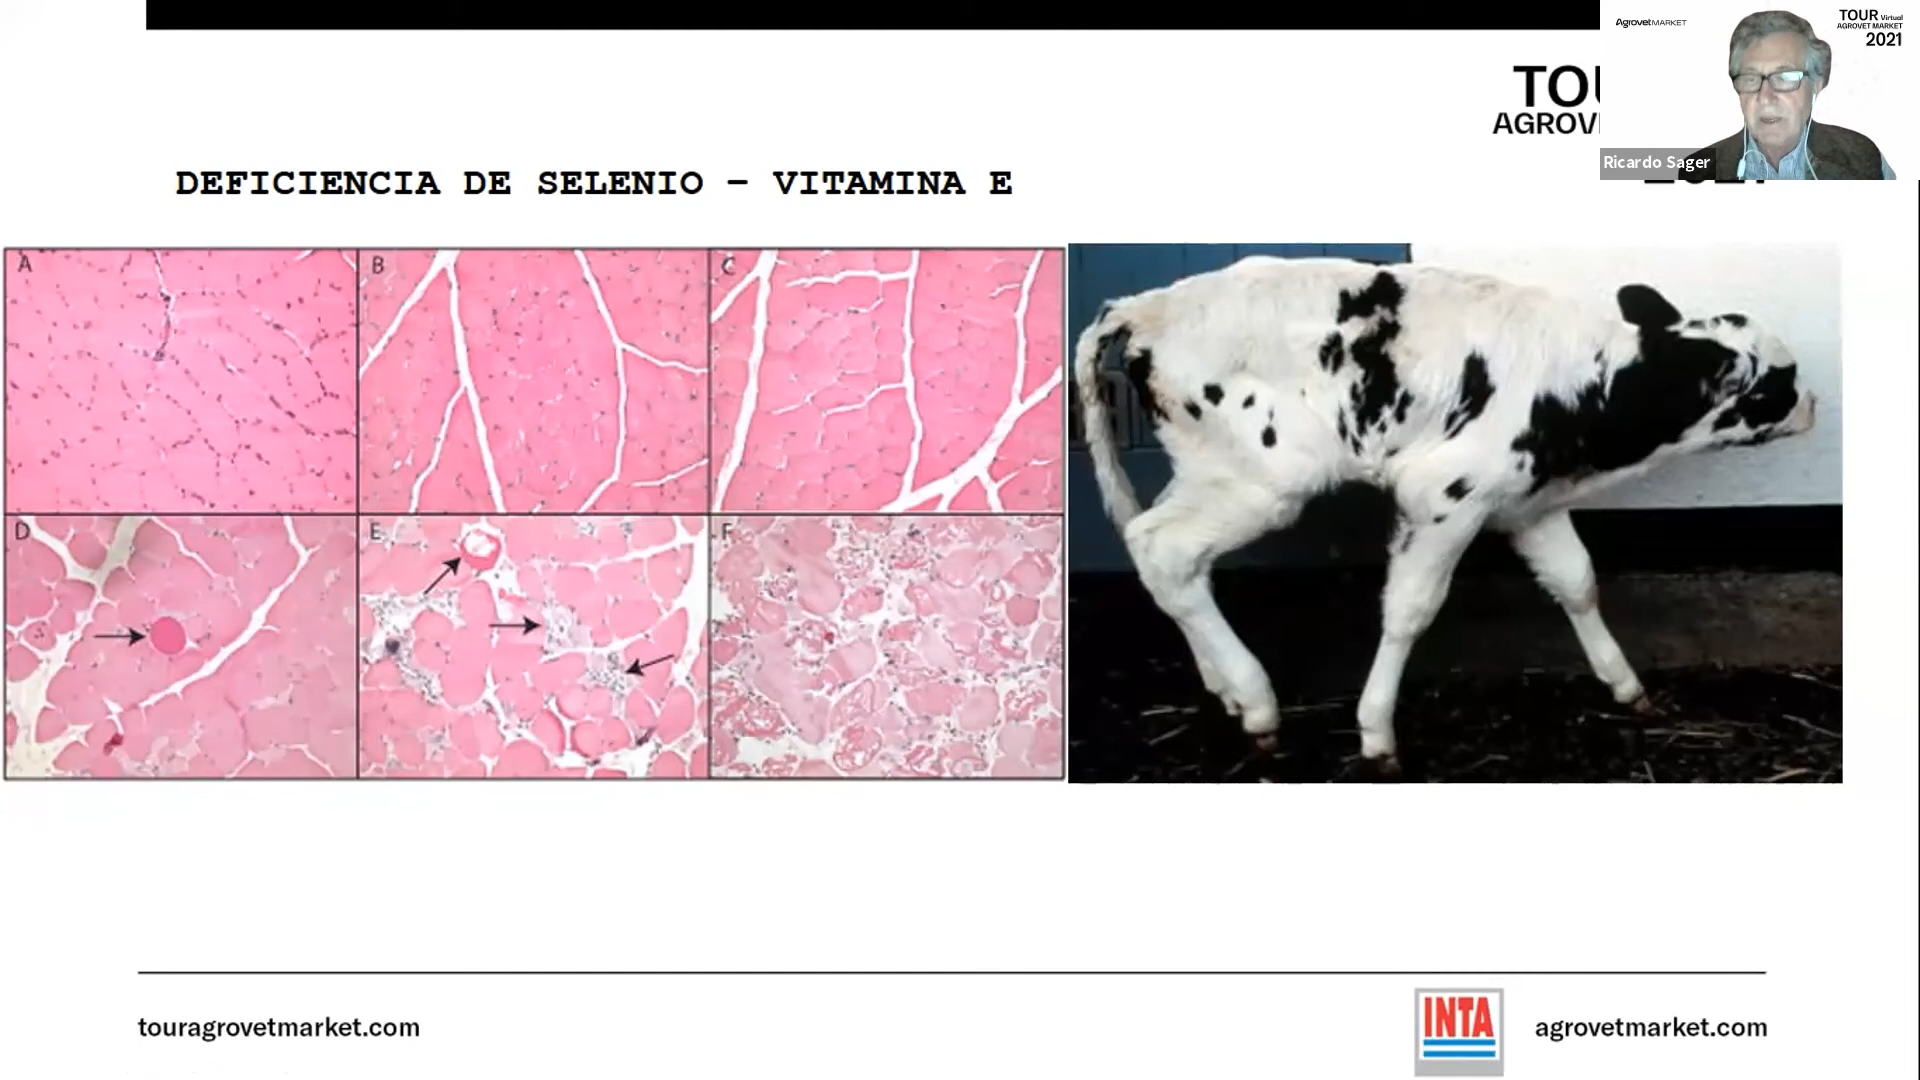 AgrovetMARKET
TOUR Virtual
AGROVET MARKET
2021
TOU
AGROV
Ricardo Sager
DEFICIENCIA DE SELENIO – VITAMINA E
A
B
C
D
E
F
touragrovetmarket.com
INTA
agrovetmarket.com